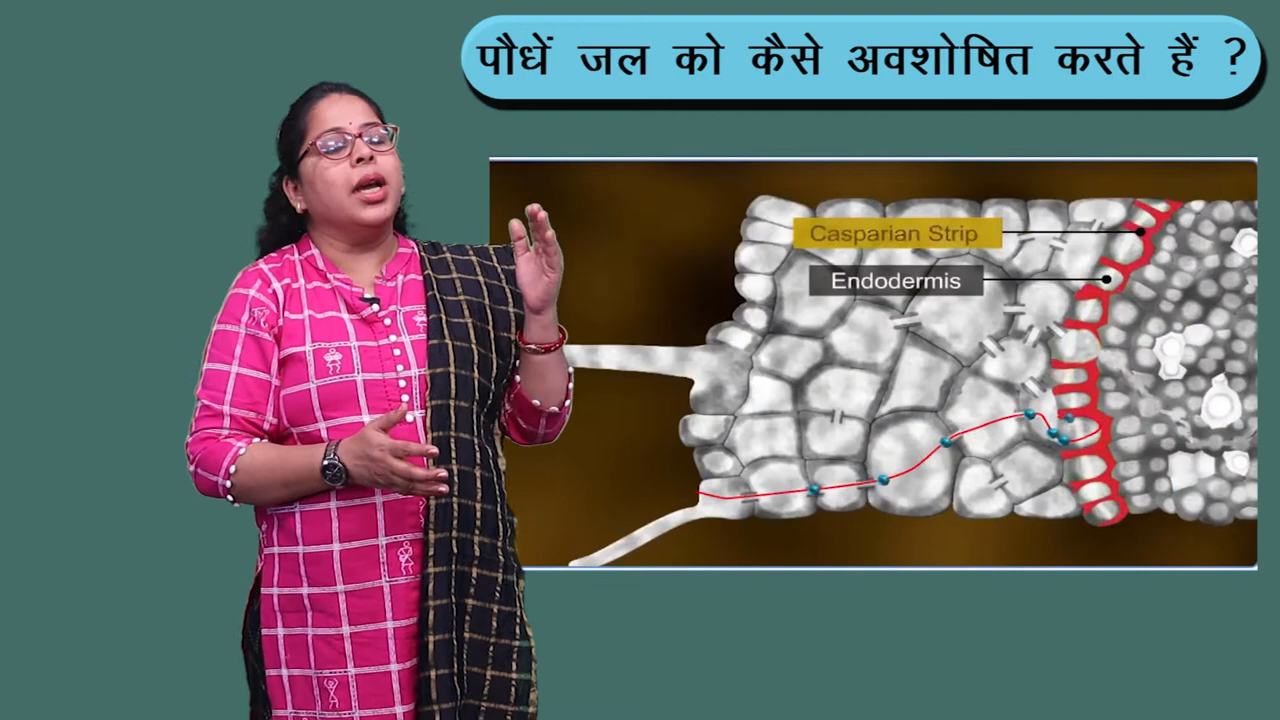 पौधें जल को कैसे अवशोषित करते हैं ?
Casparian Strip
Endodermis